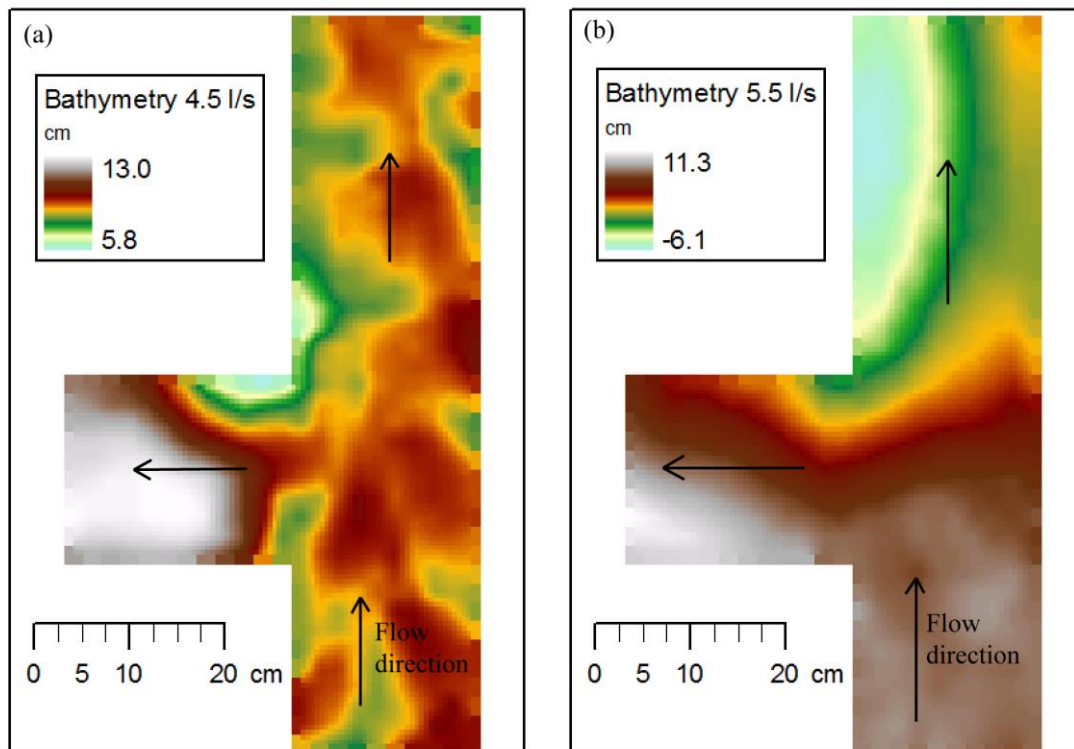 (a)
Bathymetry 4.5 l/s
cm
13.0
5.8
Flow
direction
0 5 10 20 cm
(b)
Bathymetry 5.5 l/s
cm
11.3
-6.1
Flow
direction
0 5 10 20 cm